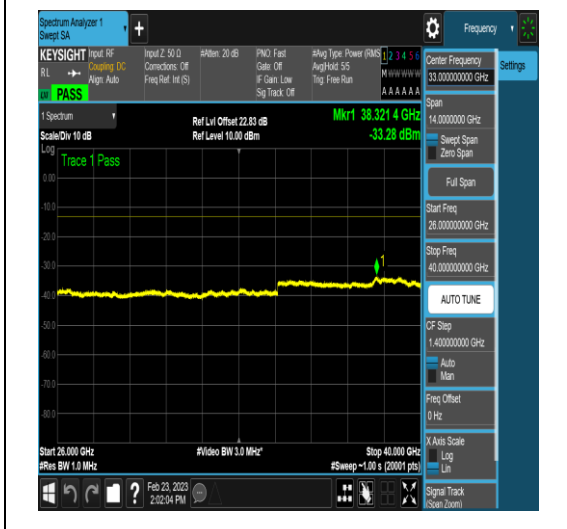 Spectrum Analyzer 1
Swept SA
+
Frequency
KEYSIGHT
RL
PASS
Input: RF
Coupling: DC
Align: Auto
Input Z: 50 Ω
Corrections: Off
Freq Ref: Int (S)
#Atten: 20 dB
PNO: Fast
Gate: Off
IF Gain: Low
Sig Track: Off
#Avg Type: Power (RMS
Avg|Hold: 5/5
Trig: Free Run
1 2 3 4 5 6
M W W W W W
A A A A A A
1 Spectrum
Scale/Div 10 dB
Log
Ref Lvl Offset 22.83 dB
Ref Level 10.00 dBm
Mkr1 38.321 4 GHz
-33.28 dBm
Trace 1 Pass
0.00
-10.0
-20.0
-30.0
-40.0
-50.0
-60.0
-70.0
-80.0
1
Start 26.000 GHz
#Res BW 1.0 MHz
#Video BW 3.0 MHz*
Stop 40.000 GHz
#Sweep ~1.00 s (20001 pts)
Feb 23, 2023
2:02:04 PM
?
Center Frequency
33.000000000 GHz
Settings
Span
14.0000000 GHz
Swept Span
Zero Span
Full Span
Start Freq
26.000000000 GHz
Stop Freq
40.000000000 GHz
AUTO TUNE
CF Step
1.400000000 GHz
Auto
Man
Freq Offset
0 Hz
X Axis Scale
Log
Lin
Signal Track
(Span Zoom)